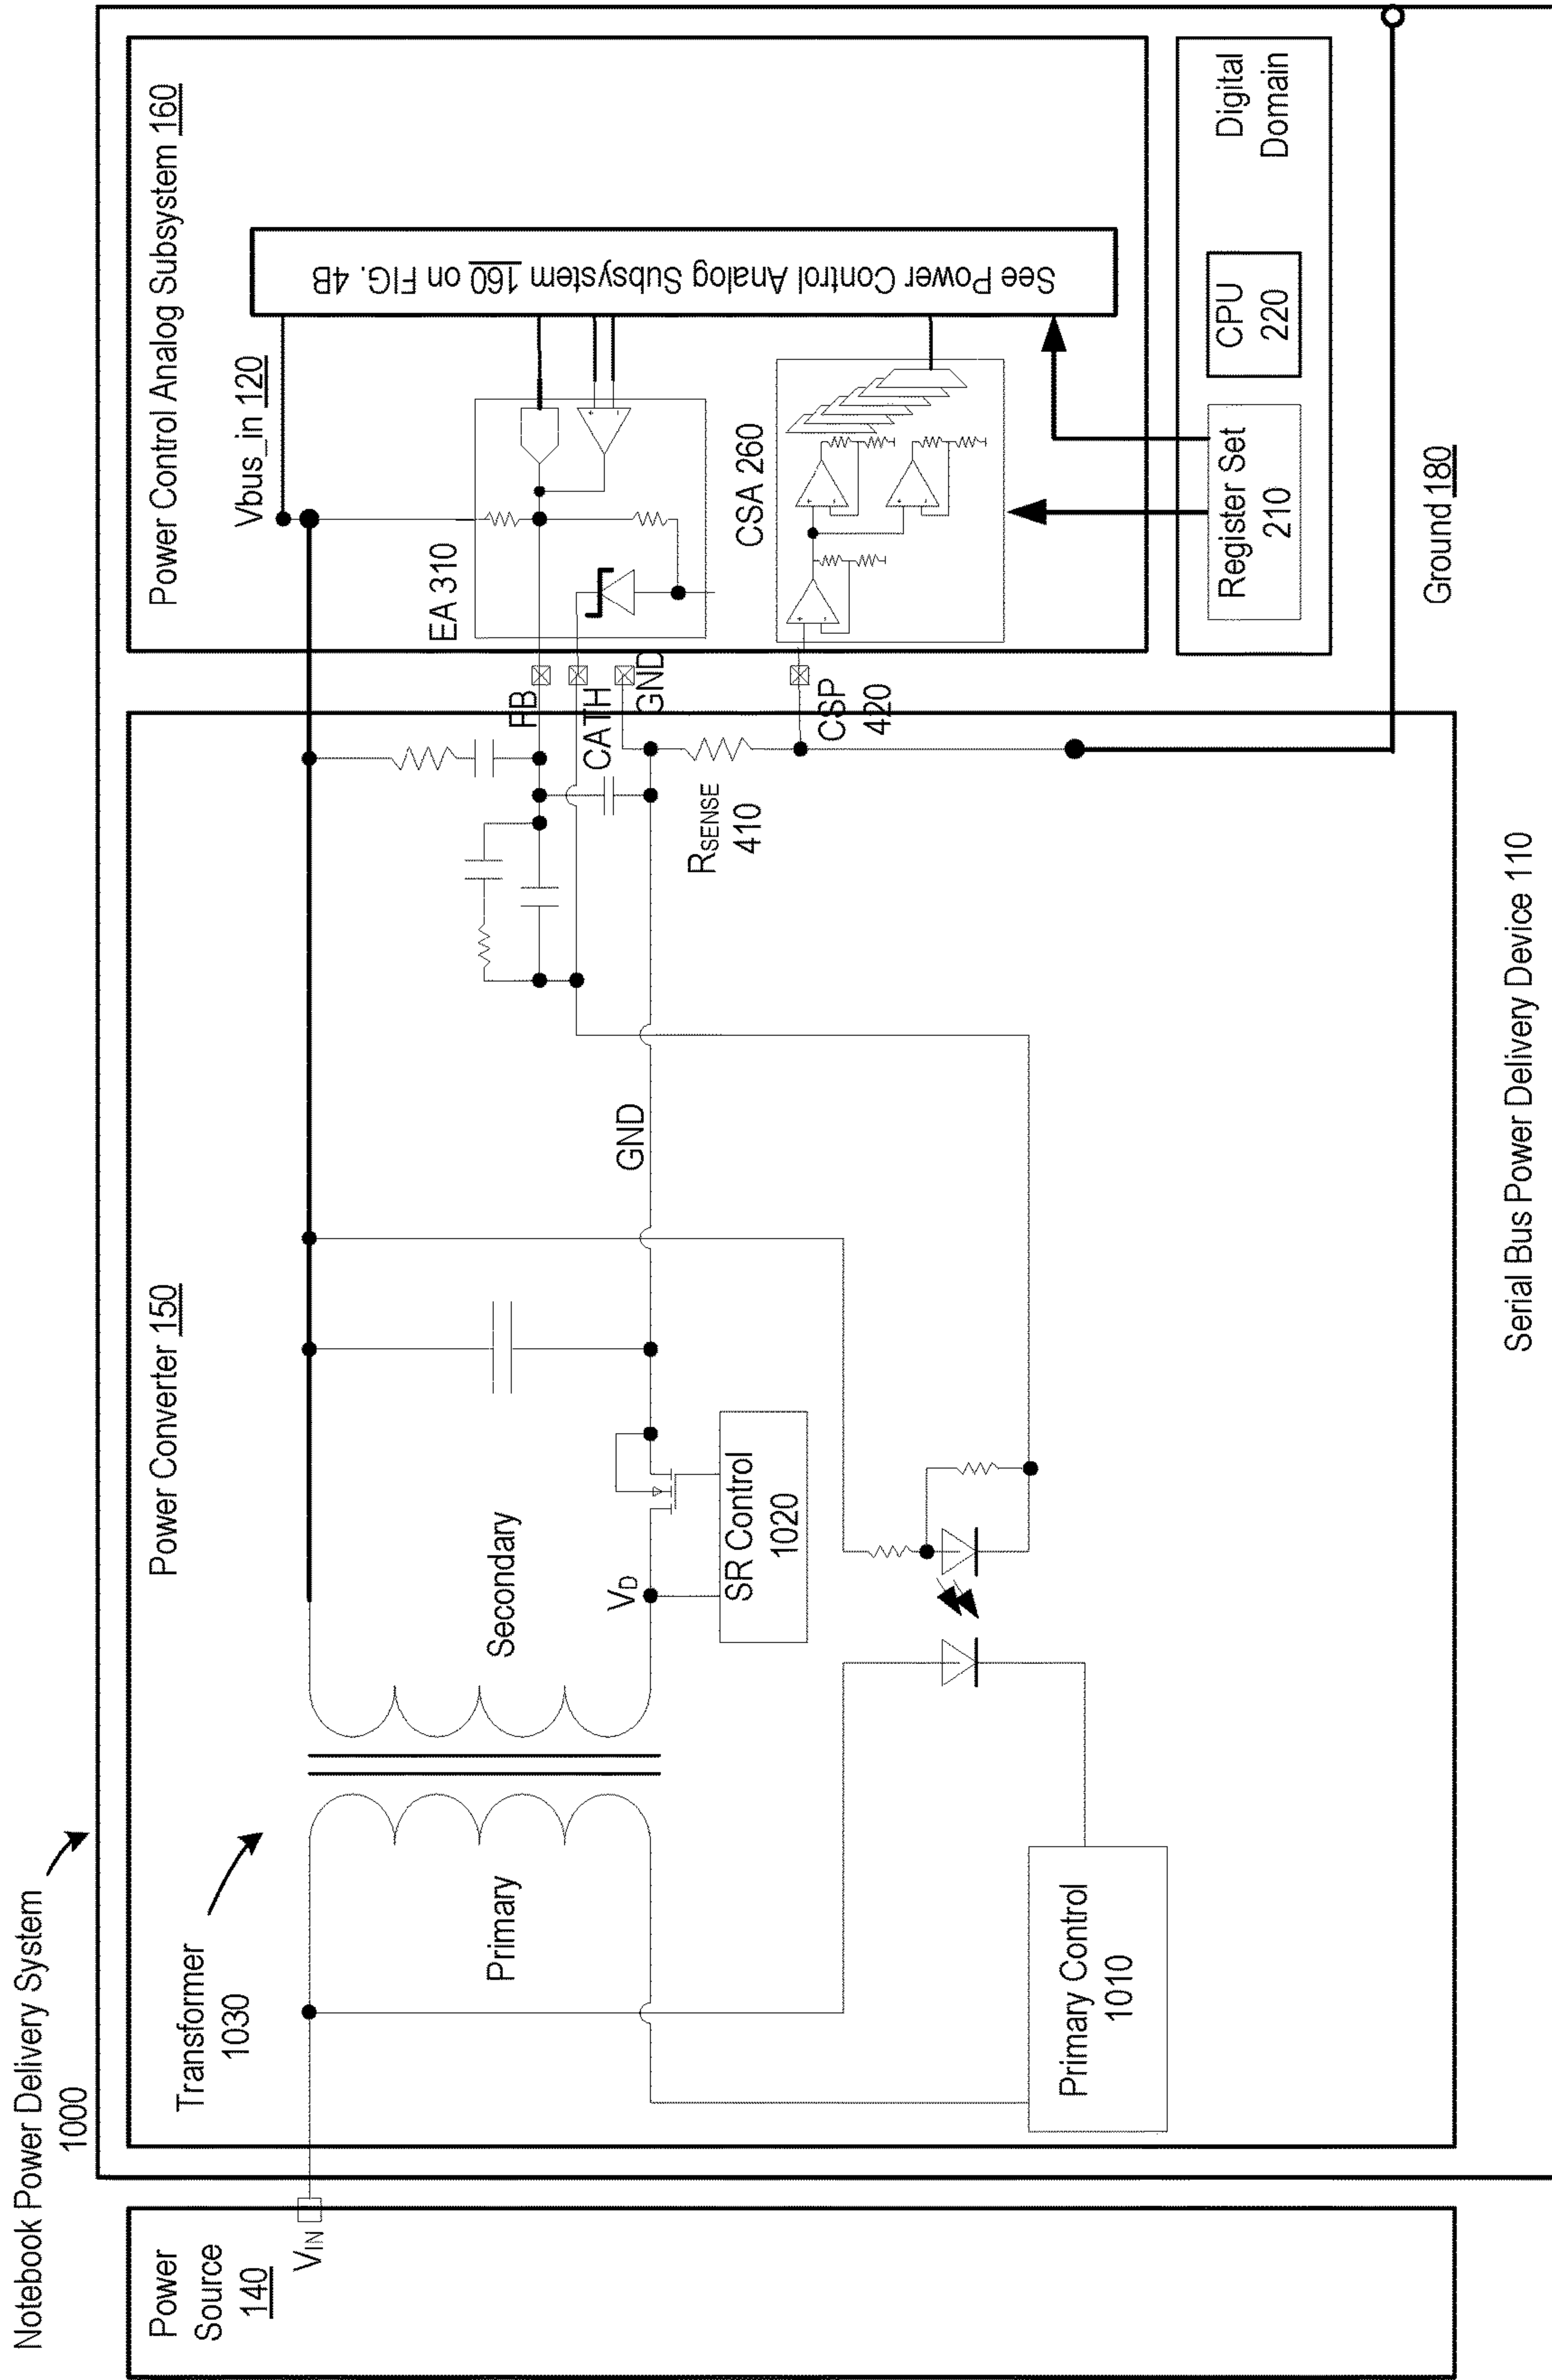 Notebook Power Delivery System
1000
Power
Source
140
VIN
Power Converter 150
Transformer
1030
Primary
Secondary
VD
SR Control
1020
GND
Primary Control
1010
RSENSE
410
FB
CATH
GND
CSP
420
Power Control Analog Subsystem 160
Vbus_in 120
EA 310
CSA 260
See Power Control Analog Subsystem 160 on FIG. 4B
Register Set
210
CPU
220
Digital
Domain
Ground 180
Serial Bus Power Delivery Device 110